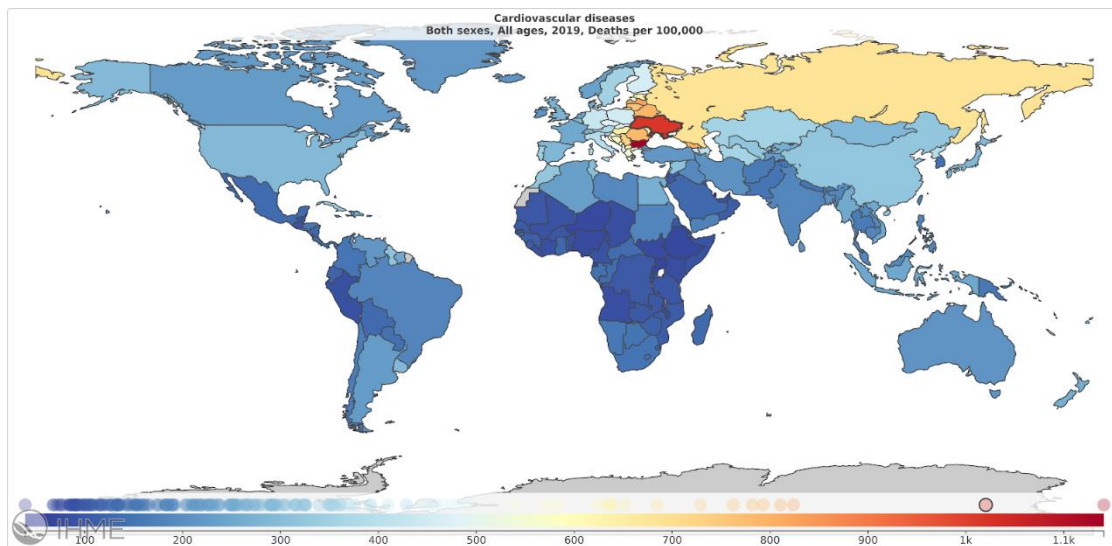 Cardiovascular diseases
Both sexes, All ages, 2019, Deaths per 100,000
IHME
100 200 300 400 500 600 700 800 900 1k 1.1k